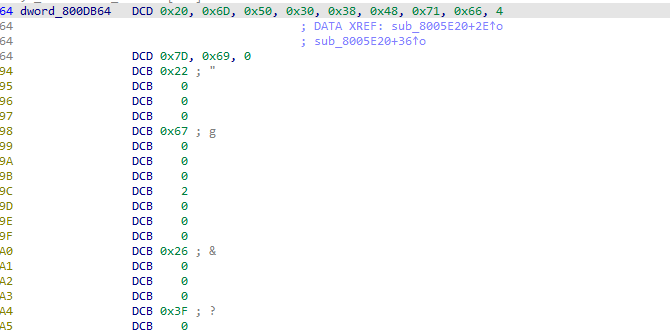 64 dword_800DB64 DCD 0x20, 0x6D, 0x50, 0x30, 0x38, 0x48, 0x71, 0x66, 4
64 ; DATA XREF: sub_8005E20+2E↑o
64 ; sub_8005E20+36↑o
64 DCD 0x7D, 0x69, 0
94 DCB 0x22 ; "
95 DCB 0
96 DCB 0
97 DCB 0
98 DCB 0x67 ; g
99 DCB 0
9A DCB 0
9B DCB 0
9C DCB 2
9D DCB 0
9E DCB 0
9F DCB 0
A0 DCB 0x26 ; &
A1 DCB 0
A2 DCB 0
A3 DCB 0
A4 DCB 0x3F ; ?
A5 DCB 0